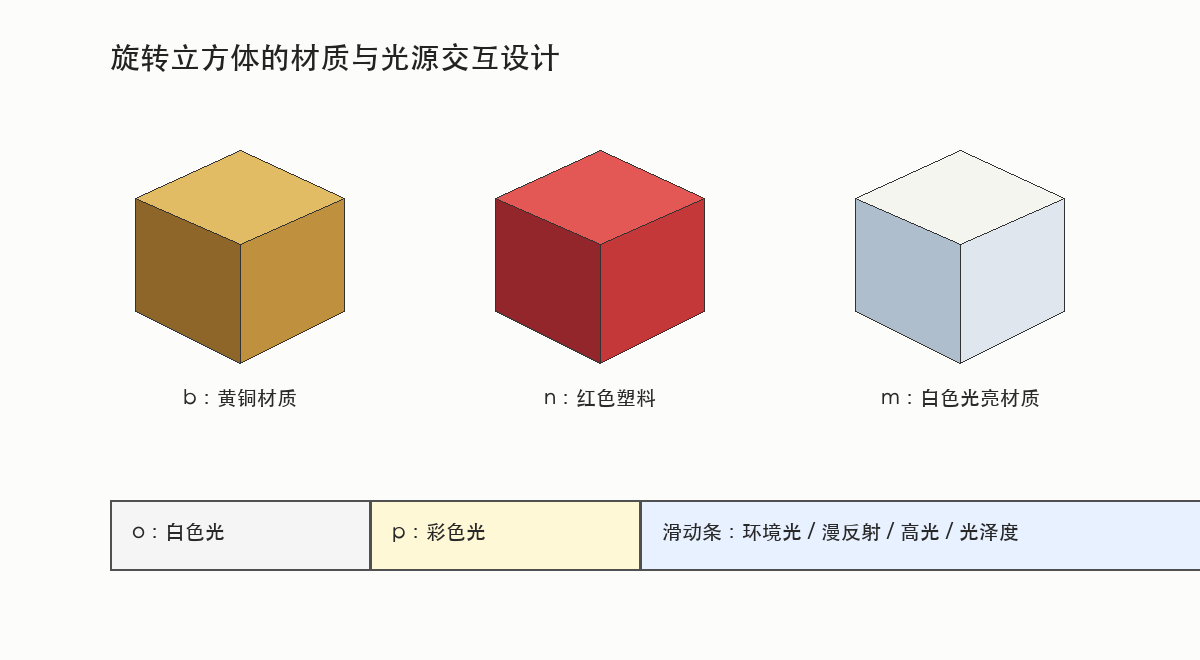 旋转立方体的材质与光源交互设计
b：黄铜材质
n：红色塑料
m：白色光亮材质
o：白色光
p：彩色光
滑动条：环境光 / 漫反射 / 高光 / 光泽度